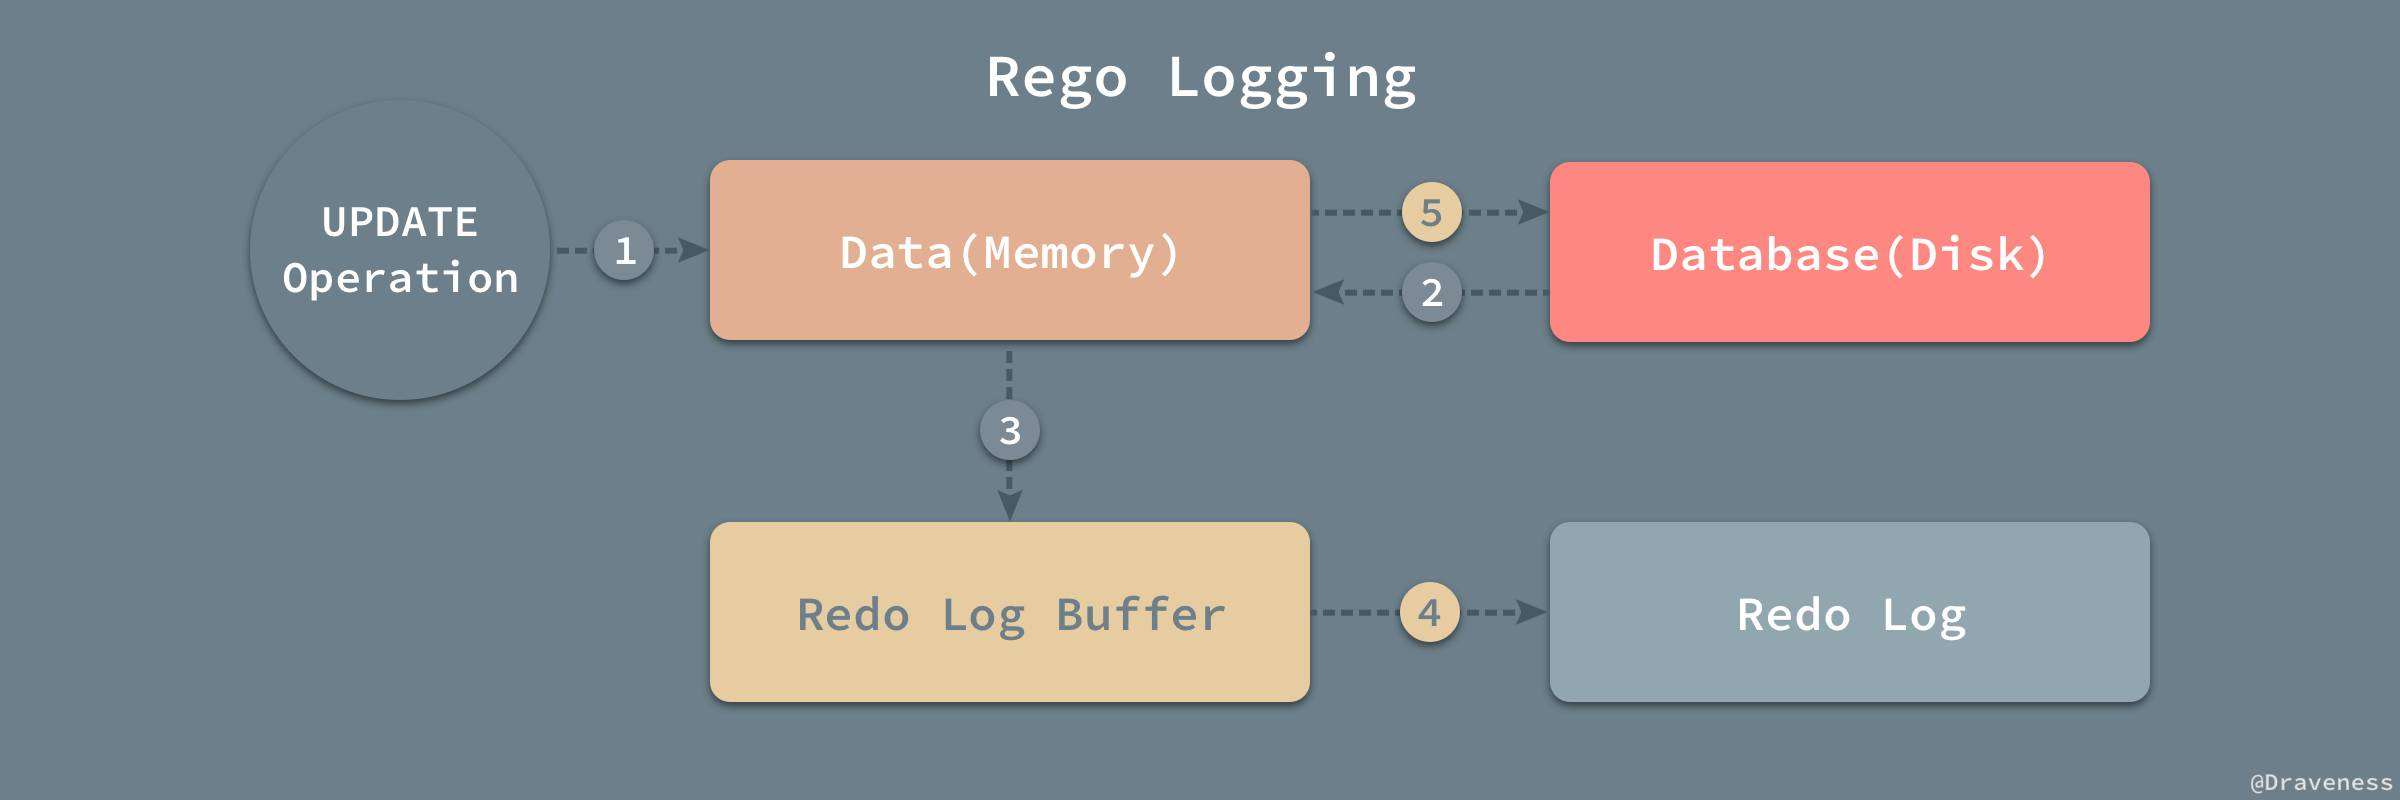 Rego Logging
UPDATE
Operation
1
Data(Memory)
5
2
Database(Disk)
3
Redo Log Buffer
4
Redo Log
@Draveness